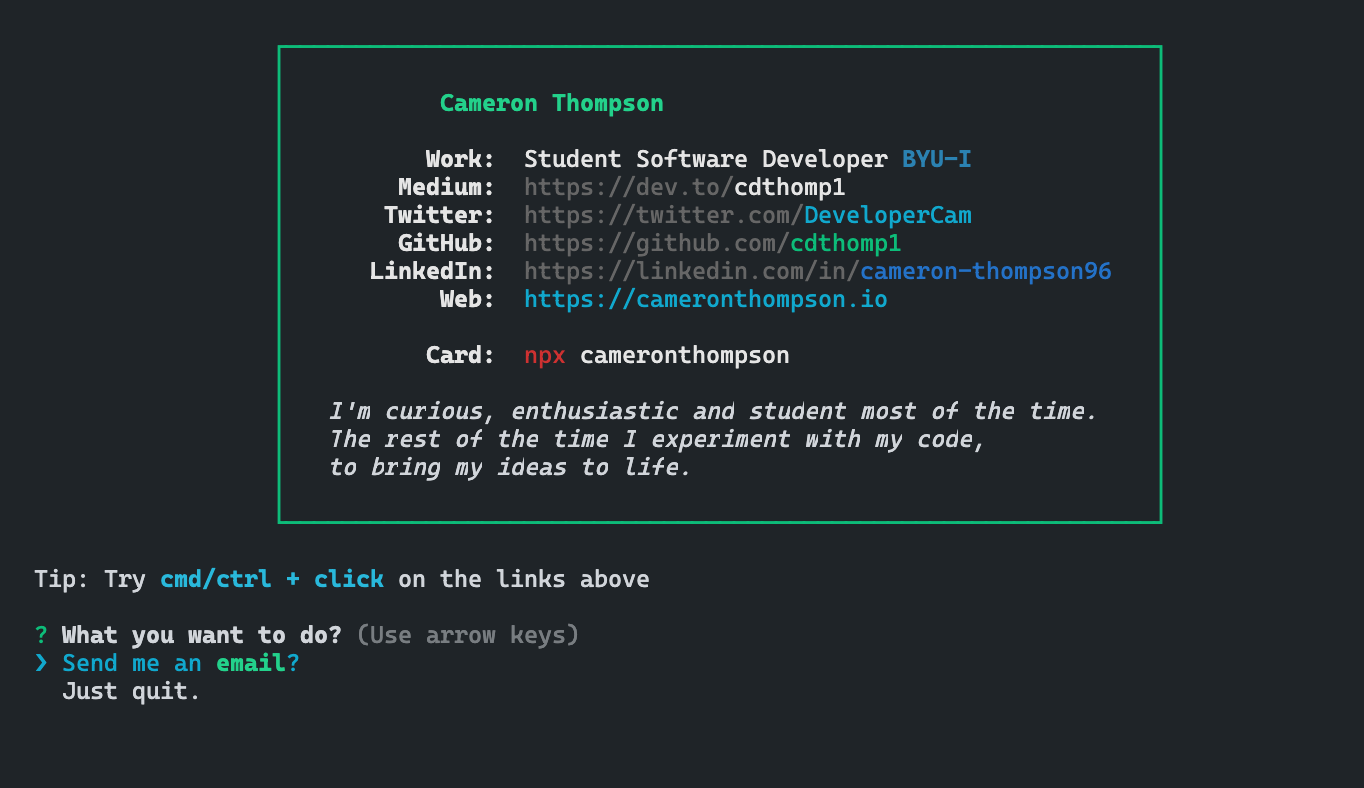 Cameron Thompson
Work: Student Software Developer BYU-I
Medium: https://dev.to/cdthomp1
Twitter: https://twitter.com/DeveloperCam
GitHub: https://github.com/cdthomp1
LinkedIn: https://linkedin.com/in/cameron-thompson96
Web: https://cameronthompson.io
Card: npx cameronthompson
I'm curious, enthusiastic and student most of the time.
The rest of the time I experiment with my code,
to bring my ideas to life.
Tip: Try cmd/ctrl + click on the links above
? What you want to do? (Use arrow keys)
❯ Send me an email?
Just quit.